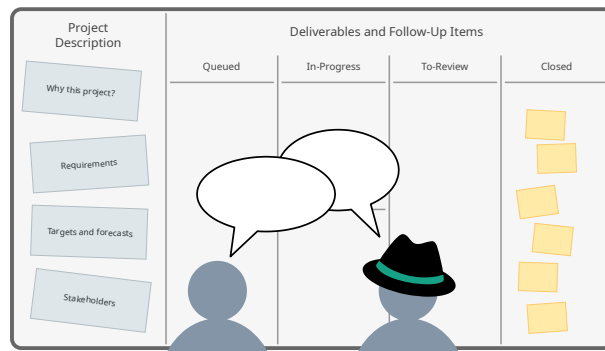 Project
Description
Deliverables and Follow-Up Items
Queued
In-Progress
To-Review
Closed
Why this project?
Requirements
Targets and forecasts
Stakeholders